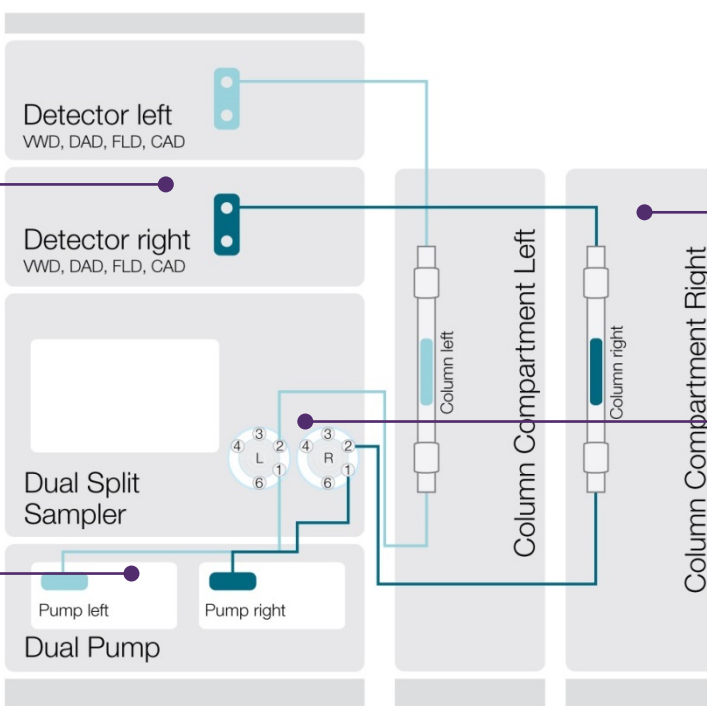 Detector left
VWD, DAD, FLD, CAD
Detector right
VWD, DAD, FLD, CAD
Column Compartment Left
Column Compartment Right
Column left
Column right
3
4
2
L
1
6
3
4
2
R
1
6
Dual Split
Sampler
Pump left
Pump right
Dual Pump